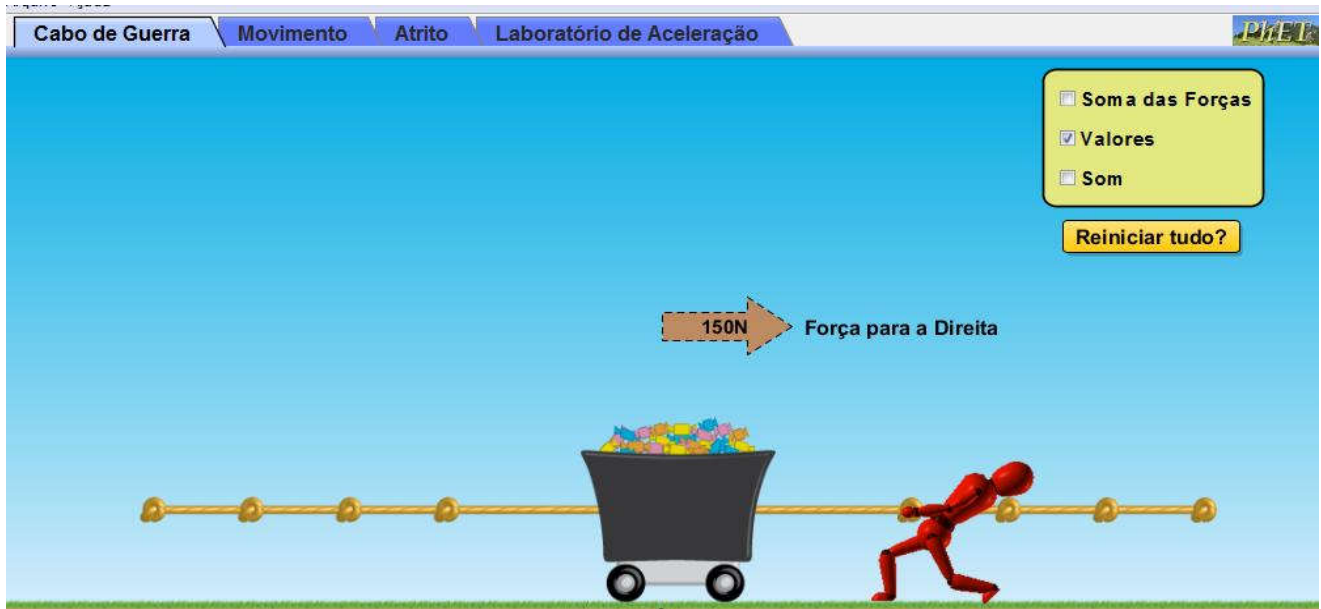 Cabo de Guerra Movimento Atrito Laboratório de Aceleração PhET
Soma das Forças
Valores
Som
Reiniciar tudo?
150N Força para a Direita